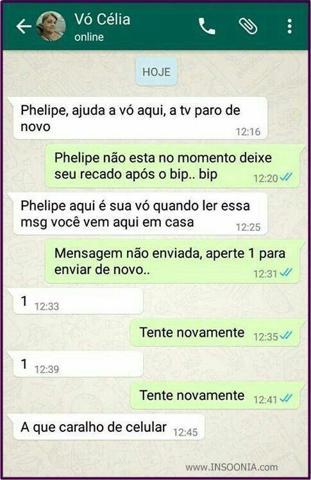 Vó Célia
online
HOJE
Phelipe, ajuda a vó aqui, a tv paro de
novo
12:16
Phelipe não esta no momento deixe
seu recado após o bip.. bip
12:20
Phelipe aqui é sua vó quando ler essa
msg você vem aqui em casa
12:25
Mensagem não enviada, aperte 1 para
enviar de novo..
12:31
1 12:33
Tente novamente 12:35
1 12:39
Tente novamente 12:41
A que caralho de celular 12:45
www.INSOONIA.com